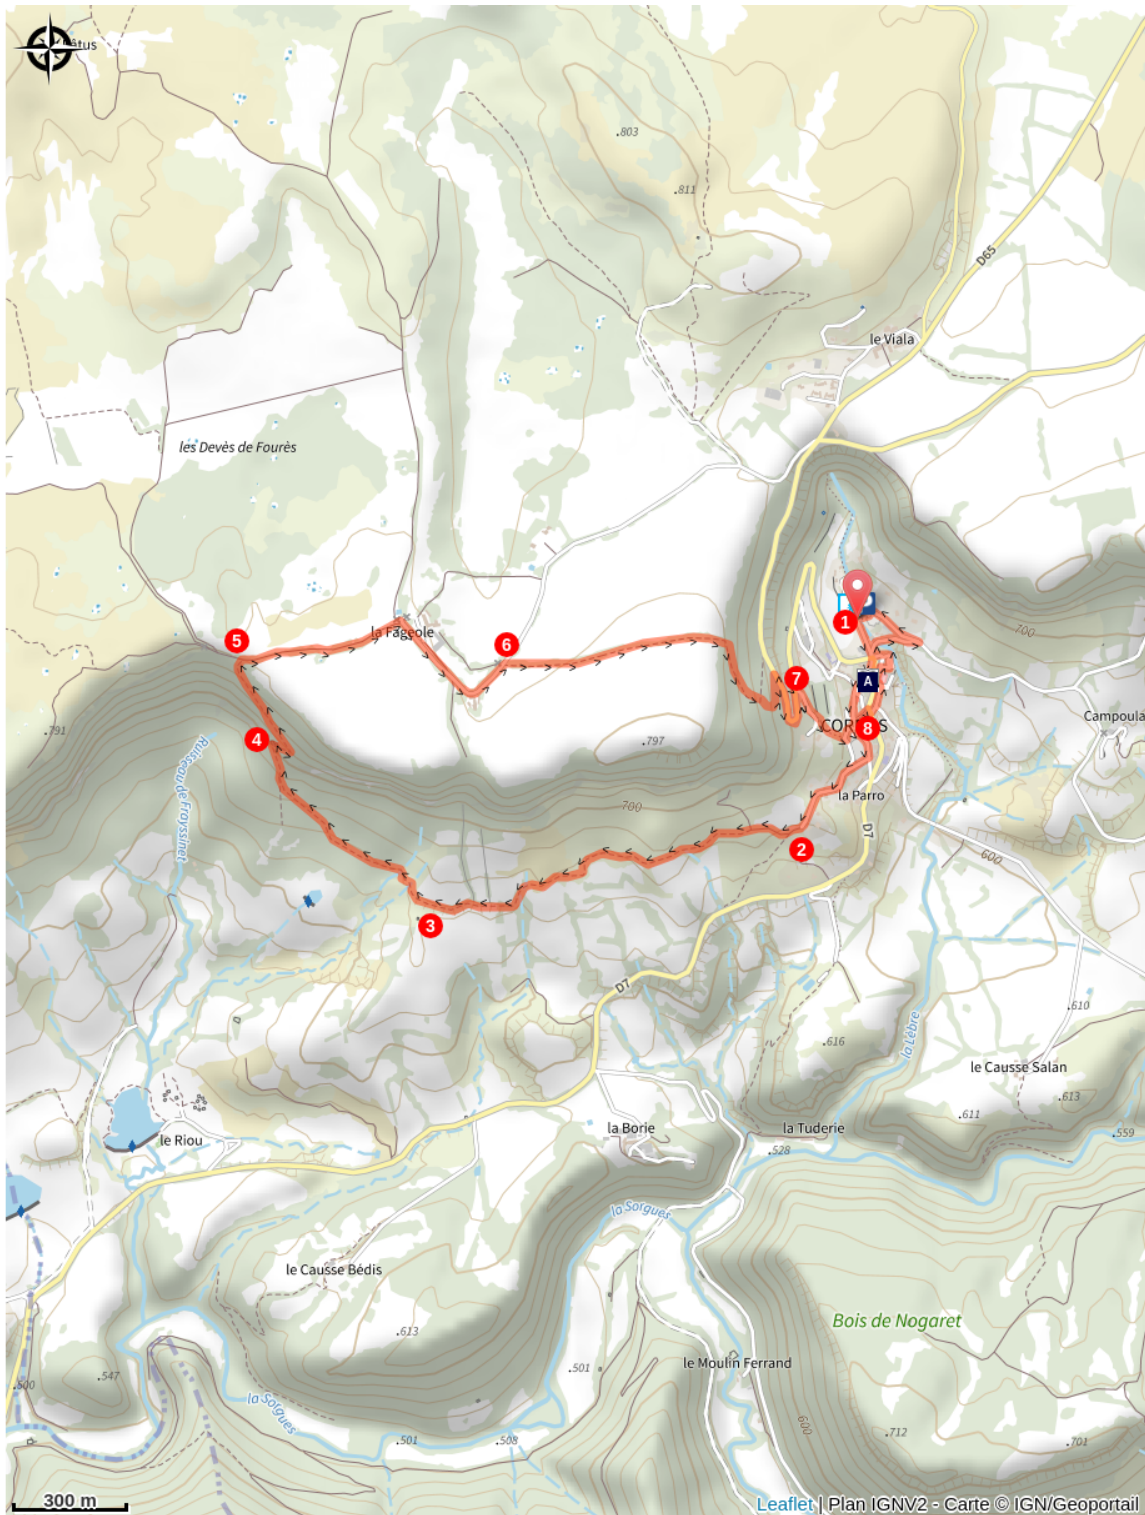 .803
.811
D65
le Viala
les Devès de Fourès
1
700
la Fageole
5
6
7
A
8
.791
4
.797
Campoula
Ruisseau de Frayssinet
700
la Parro
D7
2
600
3
D7
.610
.616
la Lèbre
le Causse Salan
.613
.611
le Riou
la Borie
la Tuderie
.559
.528
la Sorgues
le Causse Bédis
Bois de Nogaret
.613
le Moulin Ferrand
.501
.500
.547
la Sorgues
600
.712
.701
.501
.508
300 m
Leaflet | Plan IGNV2 - Carte © IGN/Geoportail